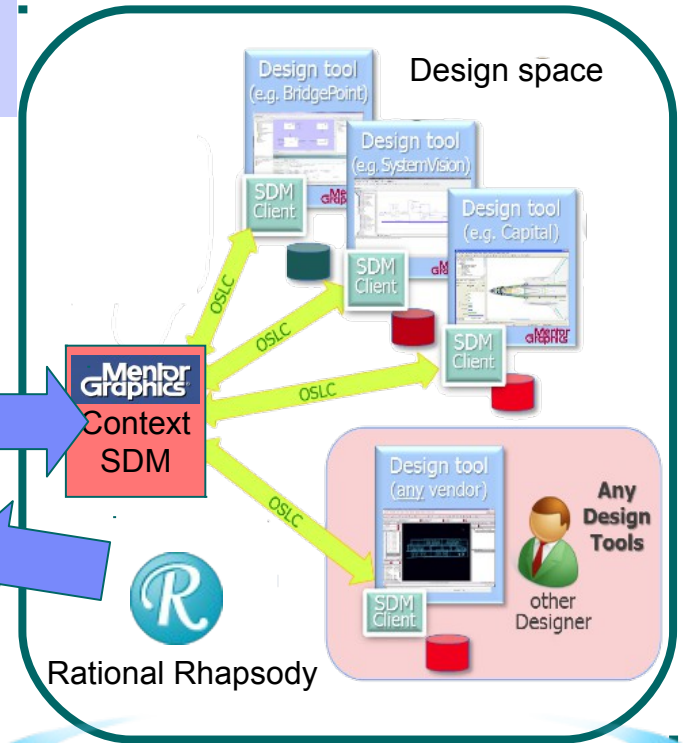 Design space
Design tool
(e.g. BridgePoint)
SDM
Client
Design tool
(e.g. SystemVision)
SDM
Client
Design tool
(e.g. Capital)
Mentor
Graphics
SDM
Client
OSLC
OSLC
OSLC
OSLC
Mentor
Graphics
Context
SDM
Design tool
(any vendor)
SDM
Client
Any
Design
Tools
other
Designer
R
Rational Rhapsody